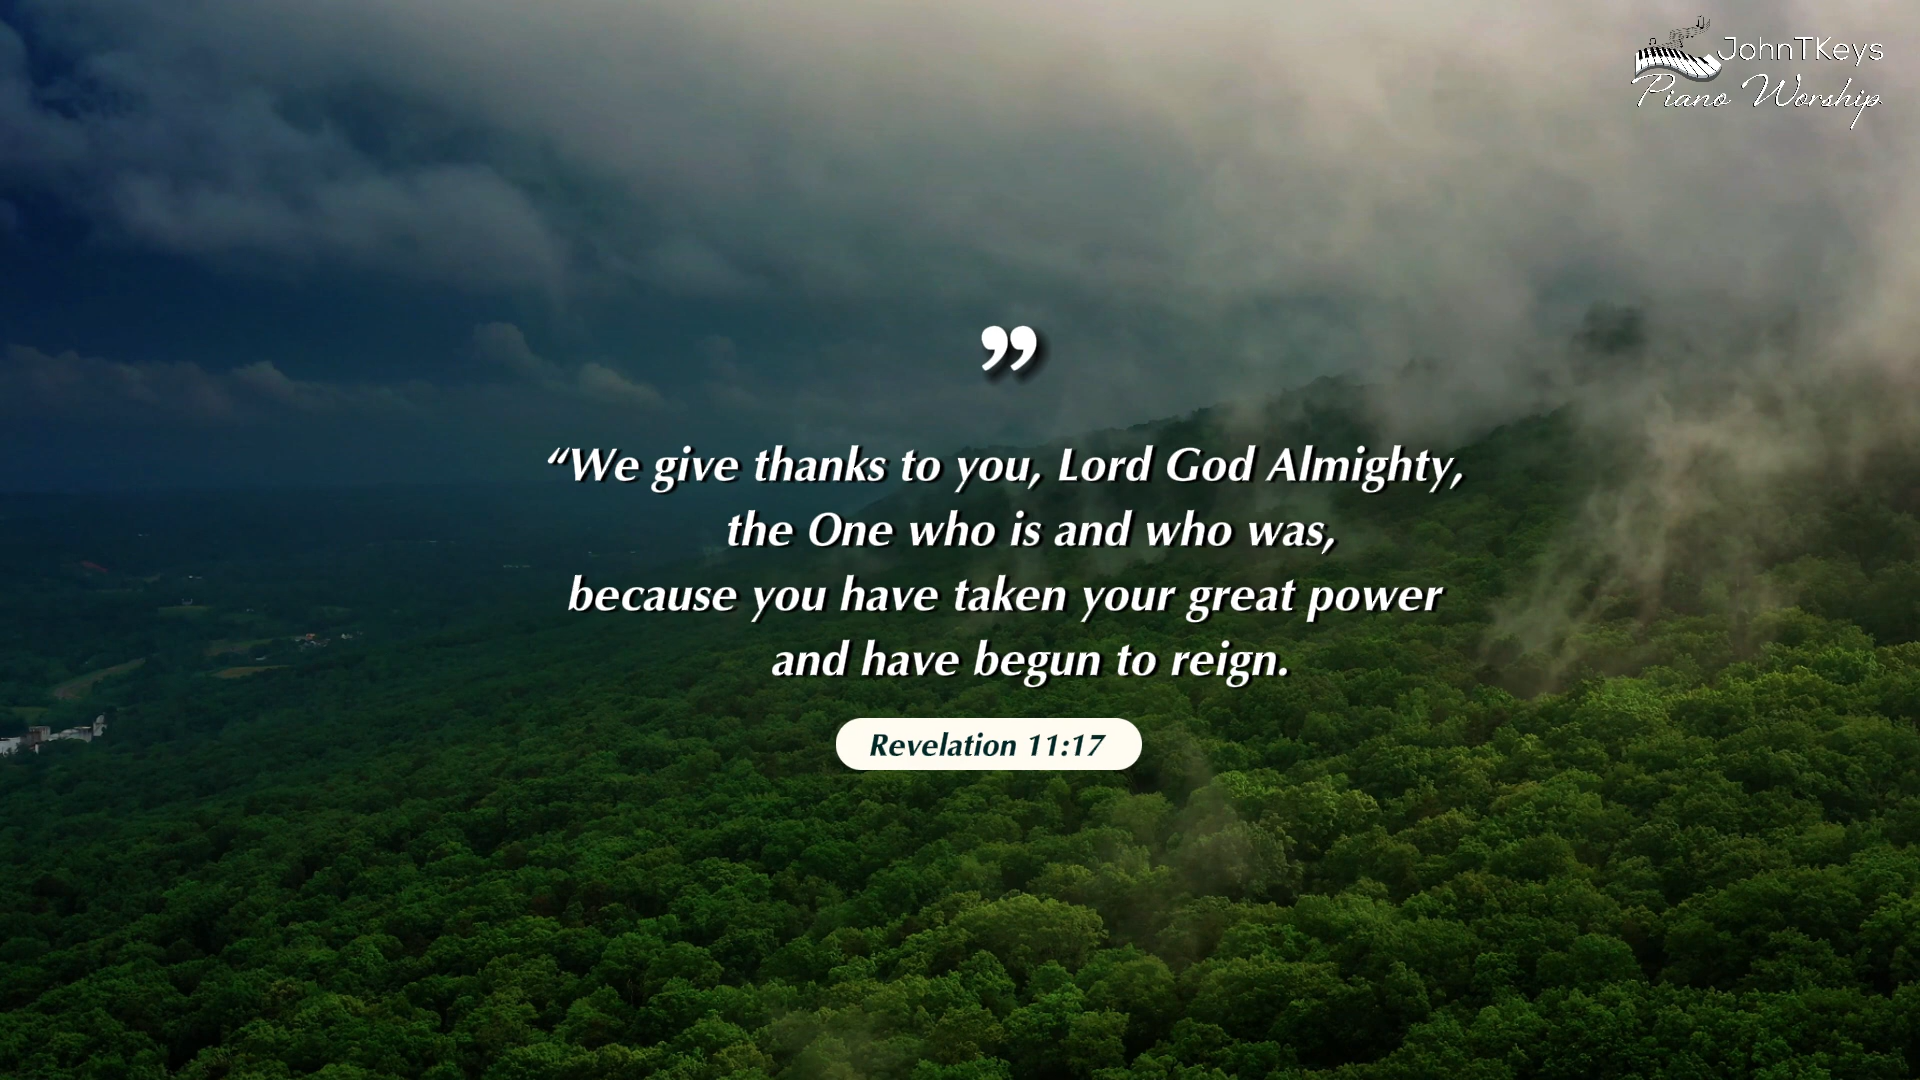 JohnTKeys
Piano Worship
”
“We give thanks to you, Lord God Almighty,
the One who is and who was,
because you have taken your great power
and have begun to reign.
Revelation 11:17